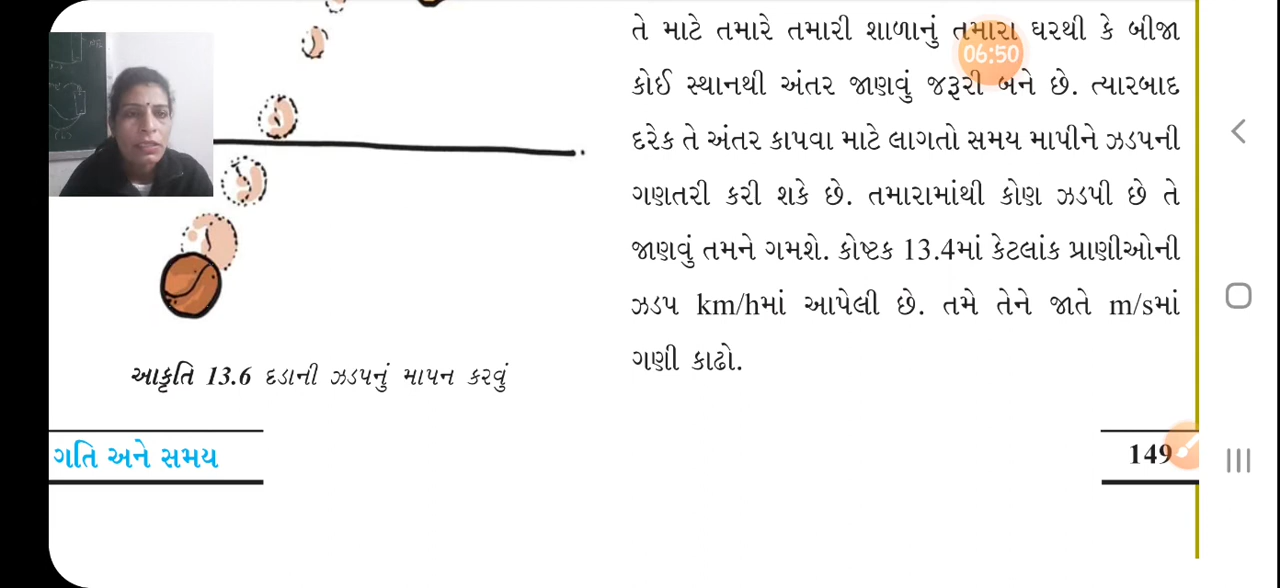 તે માટે તમારે તમારી શાળાનું તમારા ઘરથી કે બીજા
કોઈ સ્થાનથી અંતર જાણવું જરૂરી બને છે. ત્યારબાદ
દરેક તે અંતર કાપવા માટે લાગતો સમય માપીને ઝડપની
ગણતરી કરી શકે છે. તમારામાંથી કોણ ઝડપી છે તે
જાણવું તમને ગમશે. કોષ્ટક 13.4માં કેટલાંક પ્રાણીઓની
ઝડપ km/hમાં આપેલી છે. તમે તેને જાતે m/sમાં
ગણી કાઢો.
06:50
આકૃતિ 13.6 દડાની ઝડપનું માપન કરવું
ગતિ અને સમય
149